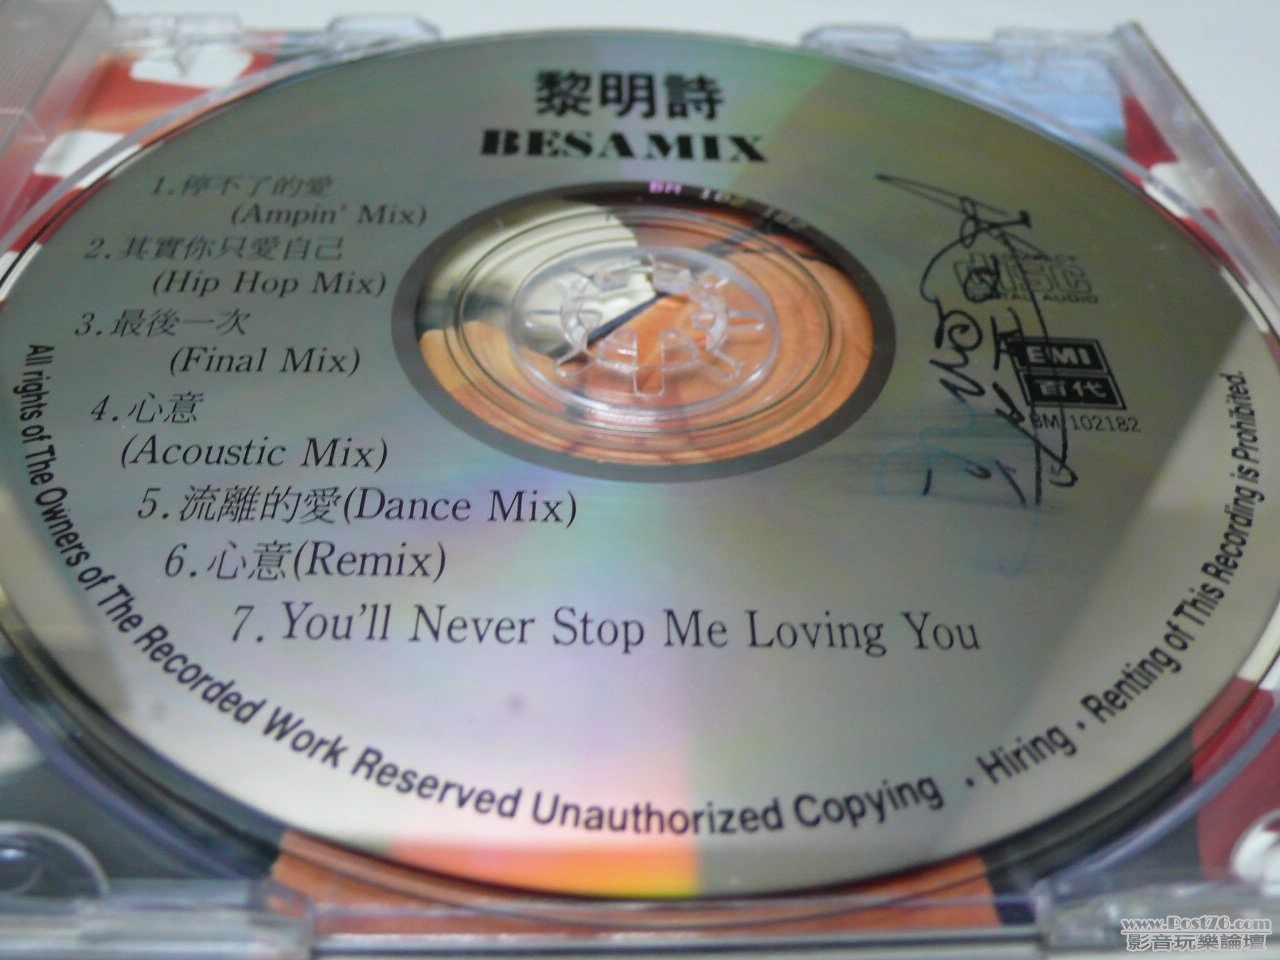 黎明詩
BESAMIX
1.停不了的愛
(Ampin' Mix)
2.其實你只愛自己
(Hip Hop Mix)
3.最後一次
(Final Mix)
4.心意
(Acoustic Mix)
5.流離的愛(Dance Mix)
6.心意(Remix)
7.You'll Never Stop Me Loving You
EMI
百代
BM 102182
All rights of The Owners of The Recorded Work Reserved Unauthorized Copying · Hiring · Renting of This Recording is Prohibited.
www.Post76.com
影音玩樂論壇